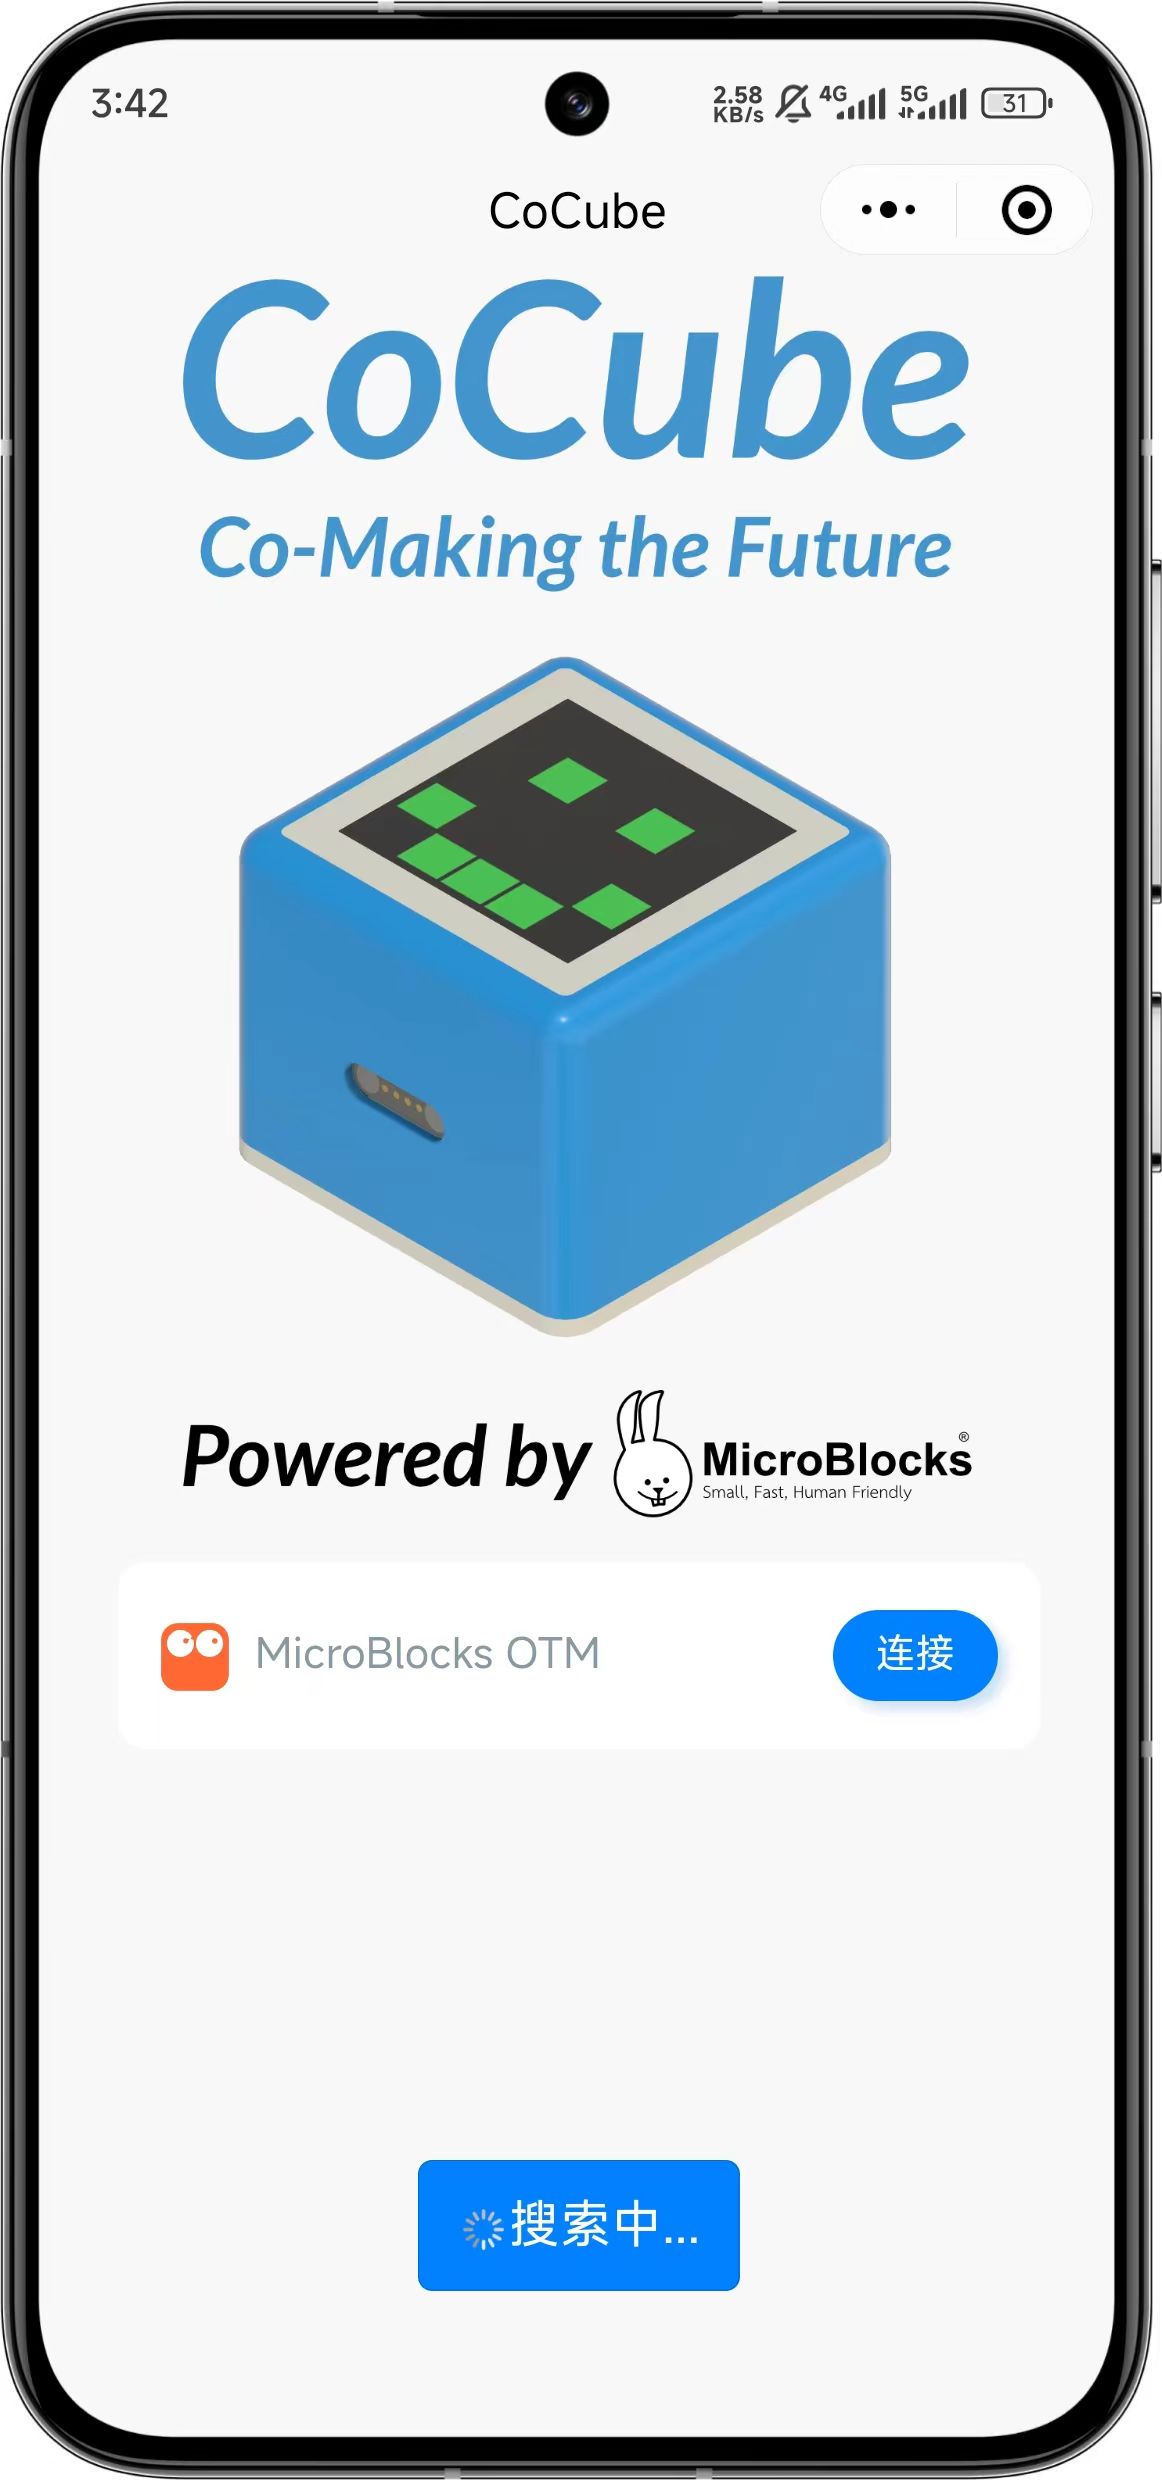 3:42
2.58 KB/s 4G 5G 31
CoCube
CoCube
Co-Making the Future
Powered by MicroBlocks®
Small, Fast, Human Friendly
MicroBlocks OTM 连接
搜索中...